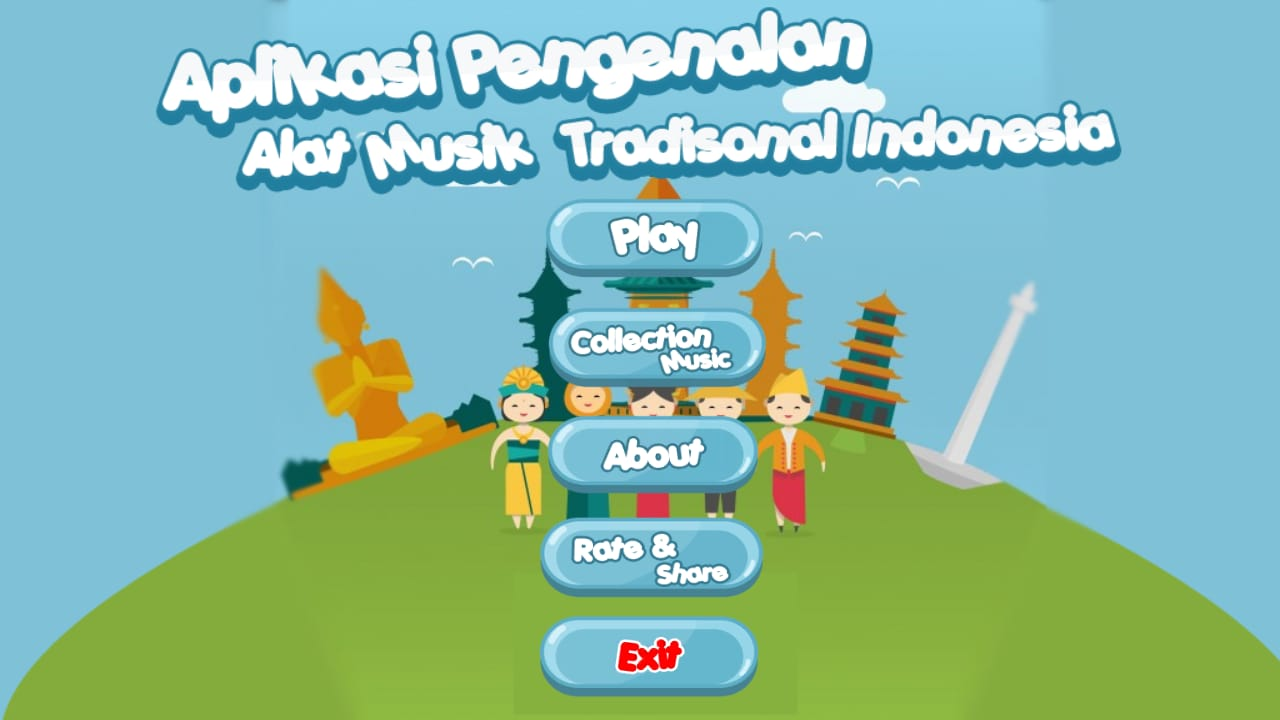 Aplikasi Pengenalan
Alat Musik Tradisonal Indonesia
Play
Collection
Music
About
Rate &
Share
Exit